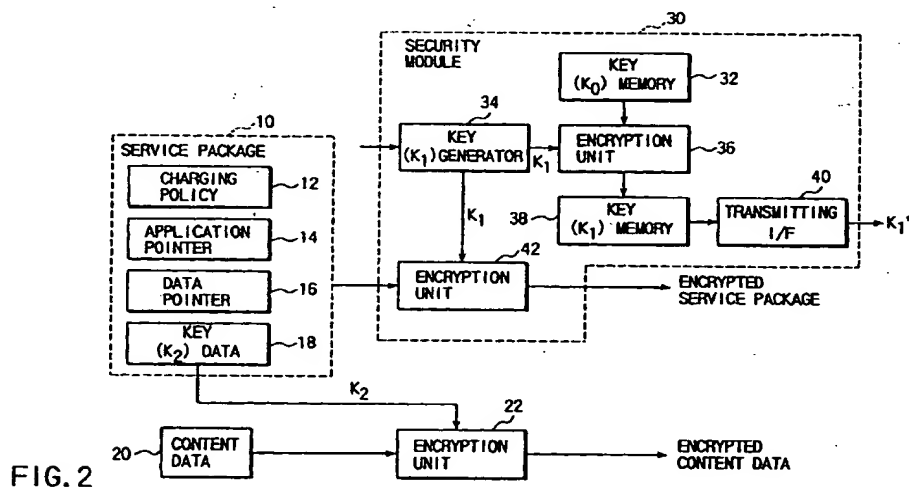 30
SECURITY
MODULE
KEY
(K0) MEMORY
32
34
KEY
(K1) GENERATOR
K1
ENCRYPTION
UNIT
36
10
SERVICE PACKAGE
CHARGING
POLICY
12
K1
38
KEY
(K1) MEMORY
40
TRANSMITTING
I/F
K1'
APPLICATION
POINTER
14
42
DATA
POINTER
16
ENCRYPTION
UNIT
ENCRYPTED
SERVICE PACKAGE
KEY
(K2) DATA
18
K2
22
20
CONTENT
DATA
ENCRYPTION
UNIT
ENCRYPTED
CONTENT DATA
FIG. 2